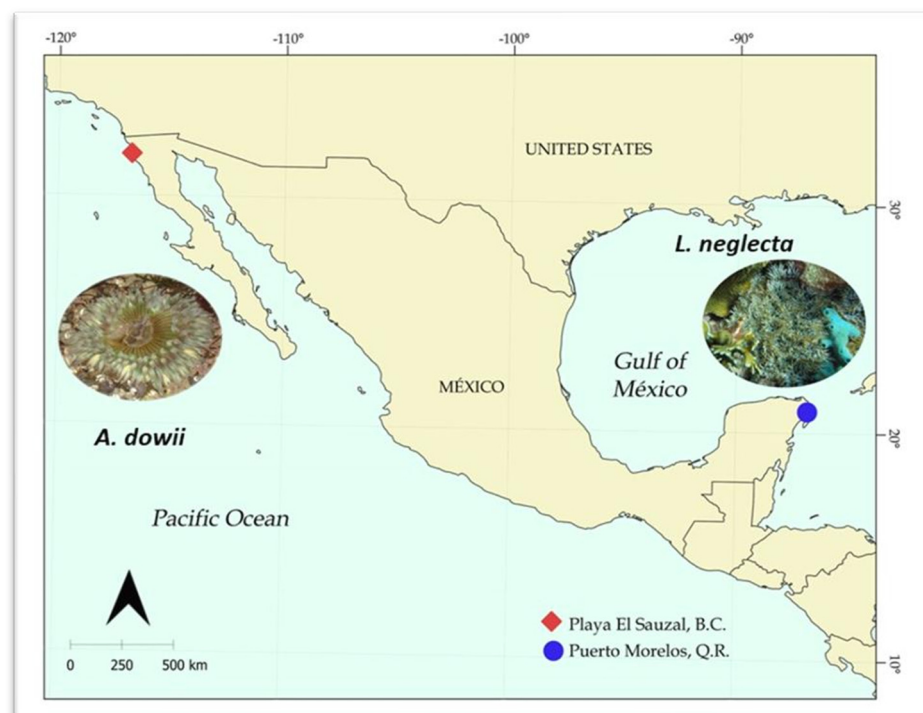 -120°
-110°
-100°
-90°
UNITED STATES
30°
L. neglecta
Gulf of
México
MÉXICO
20°
A. dowii
Pacific Ocean
Playa El Sauzal, B.C.
Puerto Morelos, Q.R.
0 250 500 km
10°